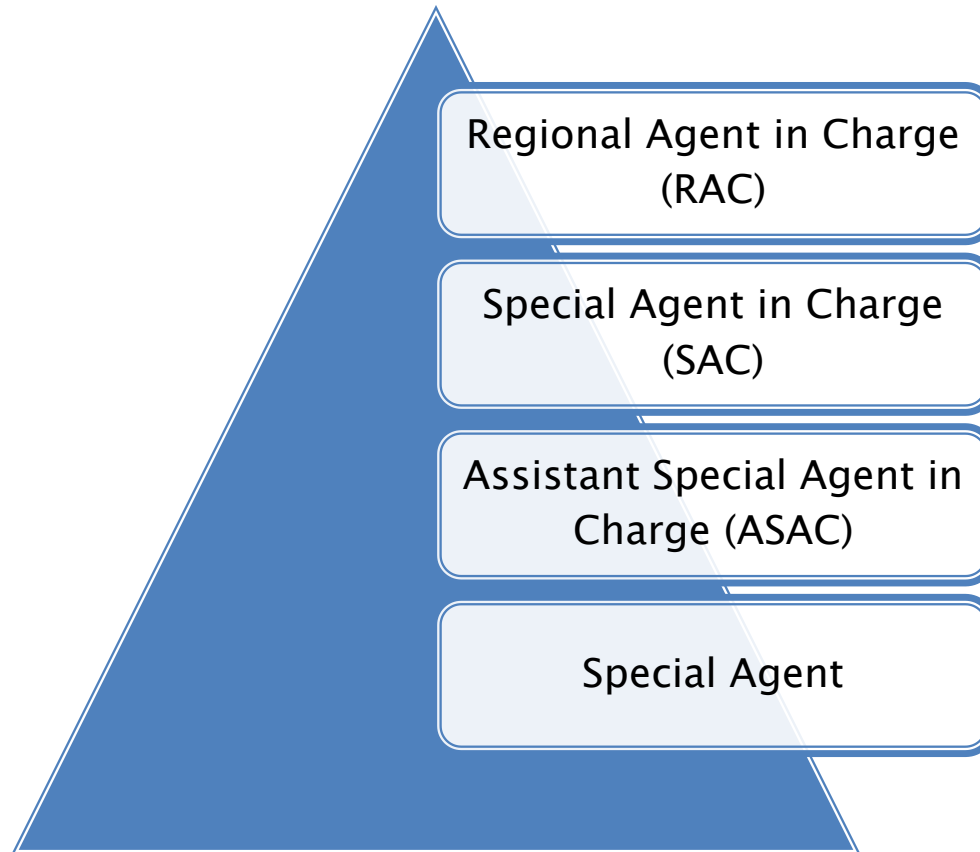 Regional Agent in Charge
(RAC)
Special Agent in Charge
(SAC)
Assistant Special Agent in
Charge (ASAC)
Special Agent